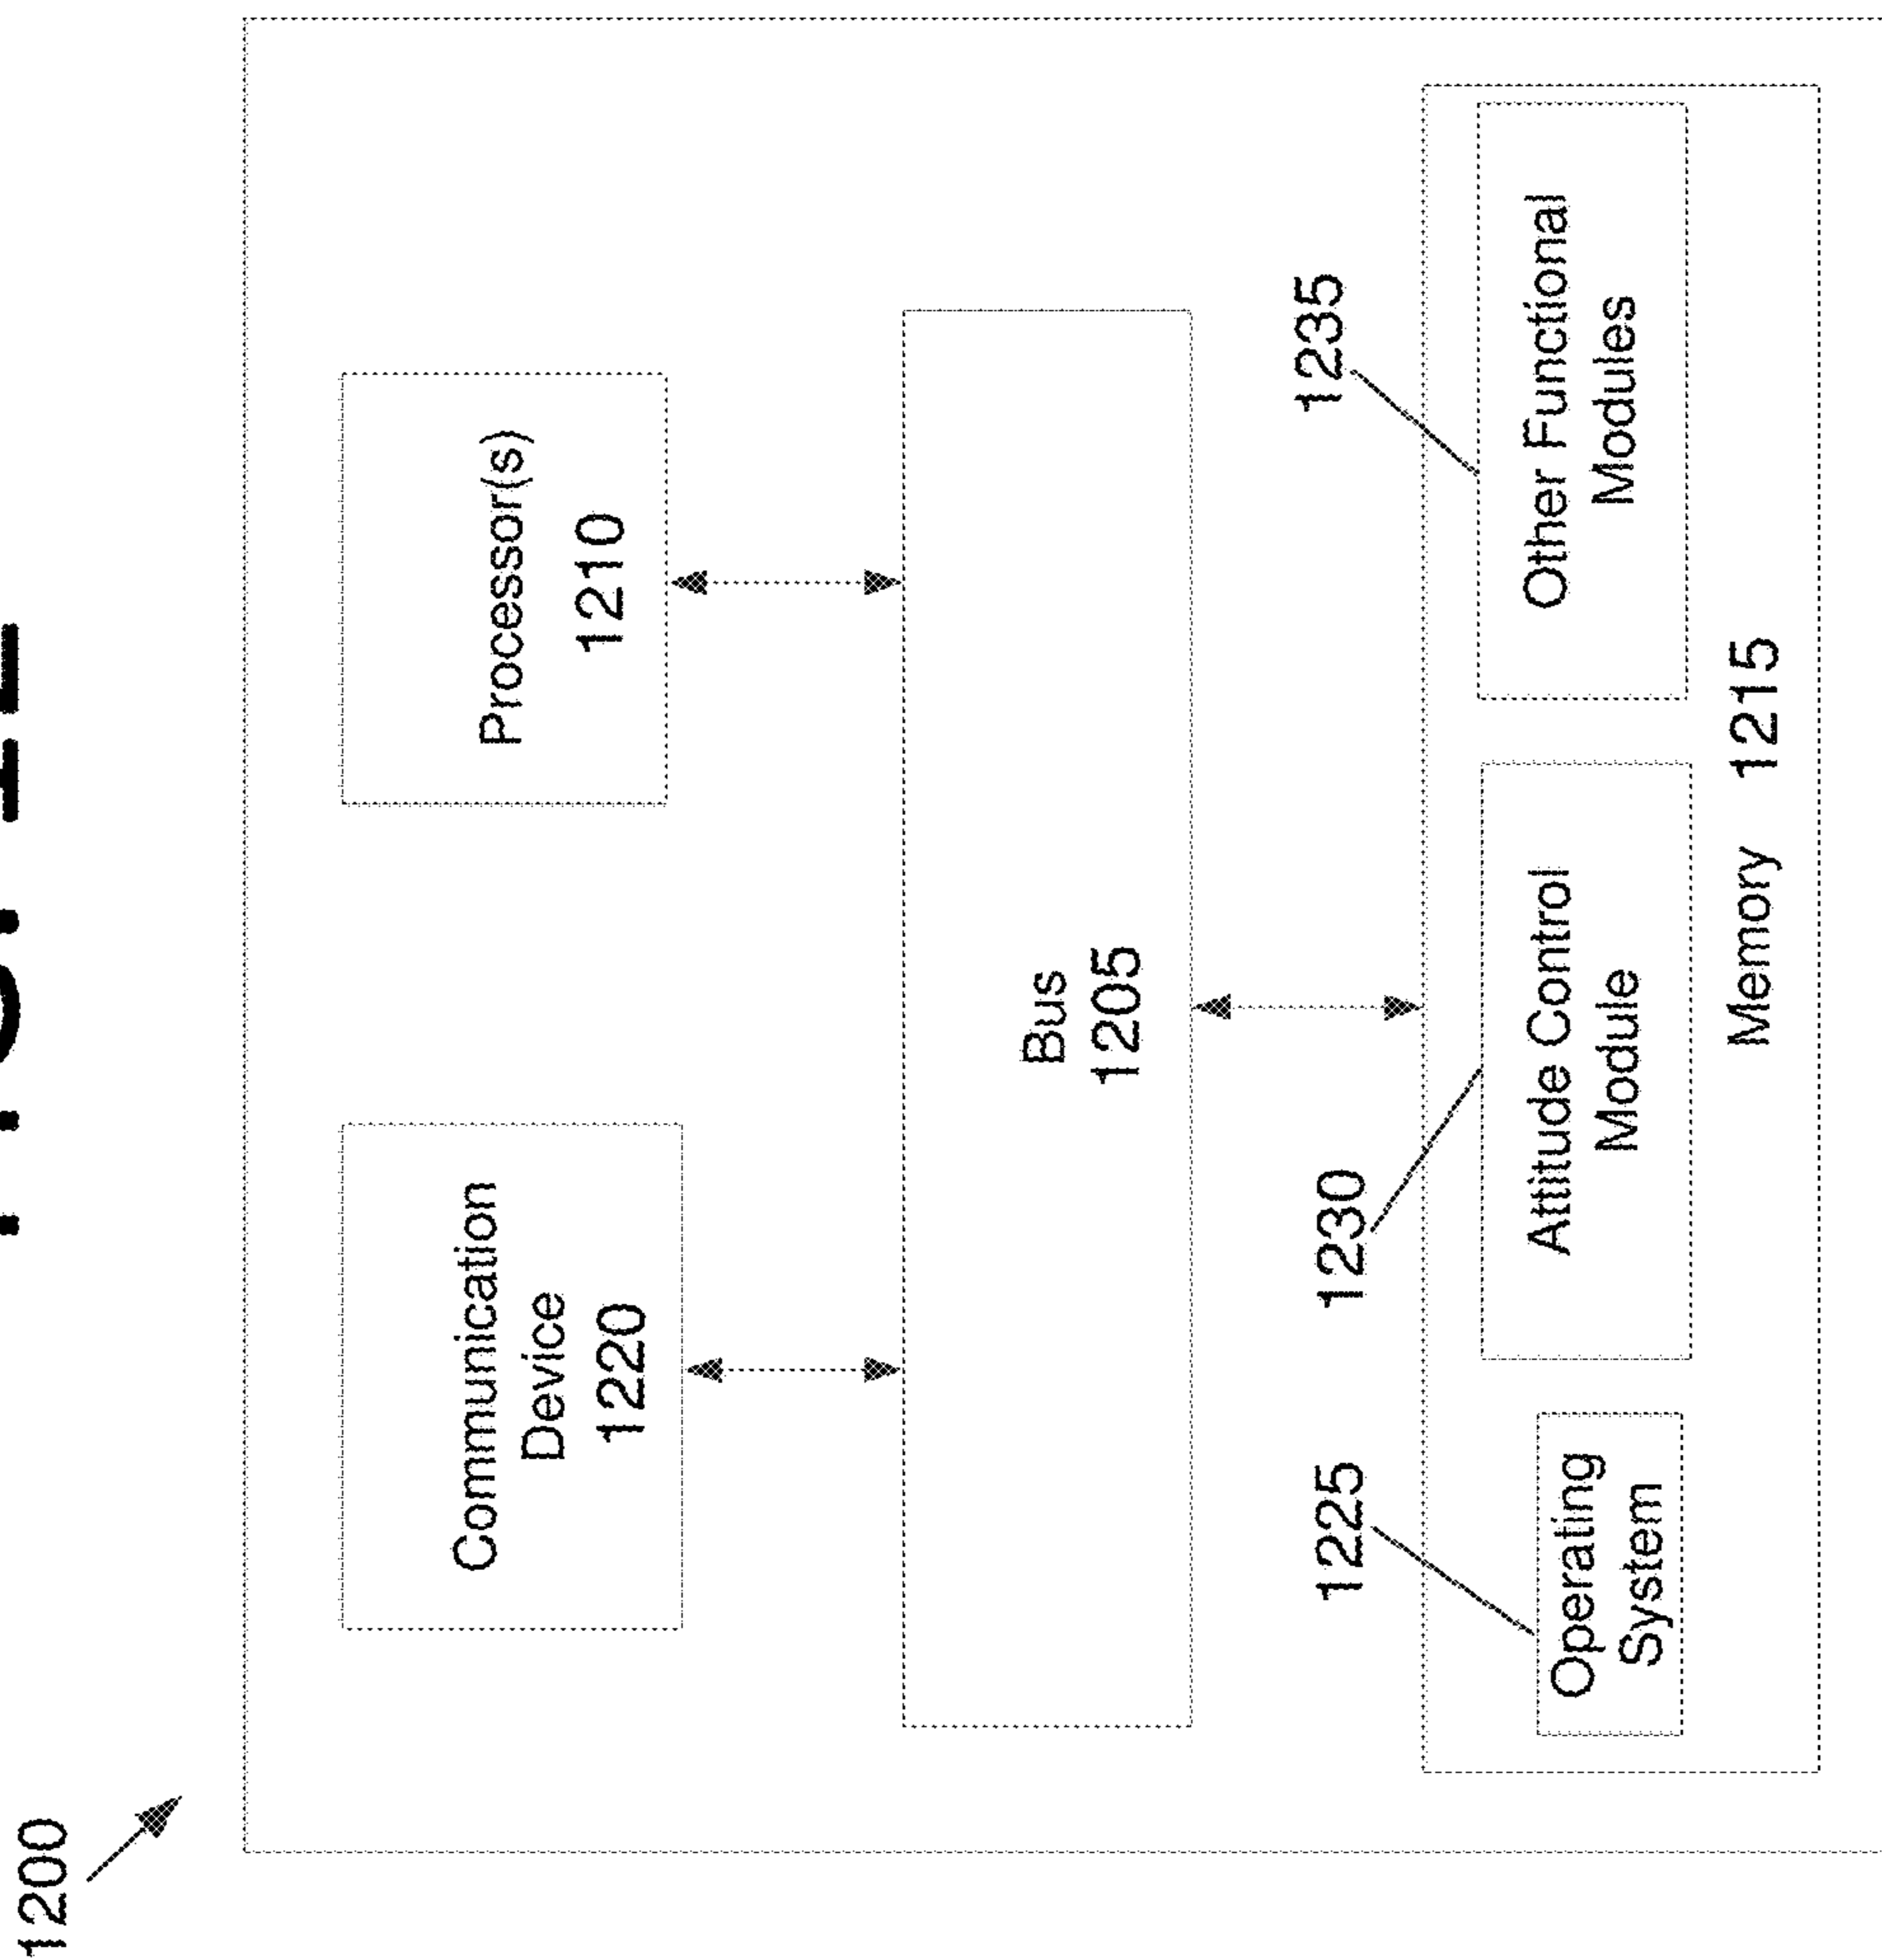 1200
Communication
Device
1220
Processor(s)
1210
Bus
1205
1225
1230
1235
Operating
System
Attitude Control
Module
Other Functional
Modules
Memory 1215